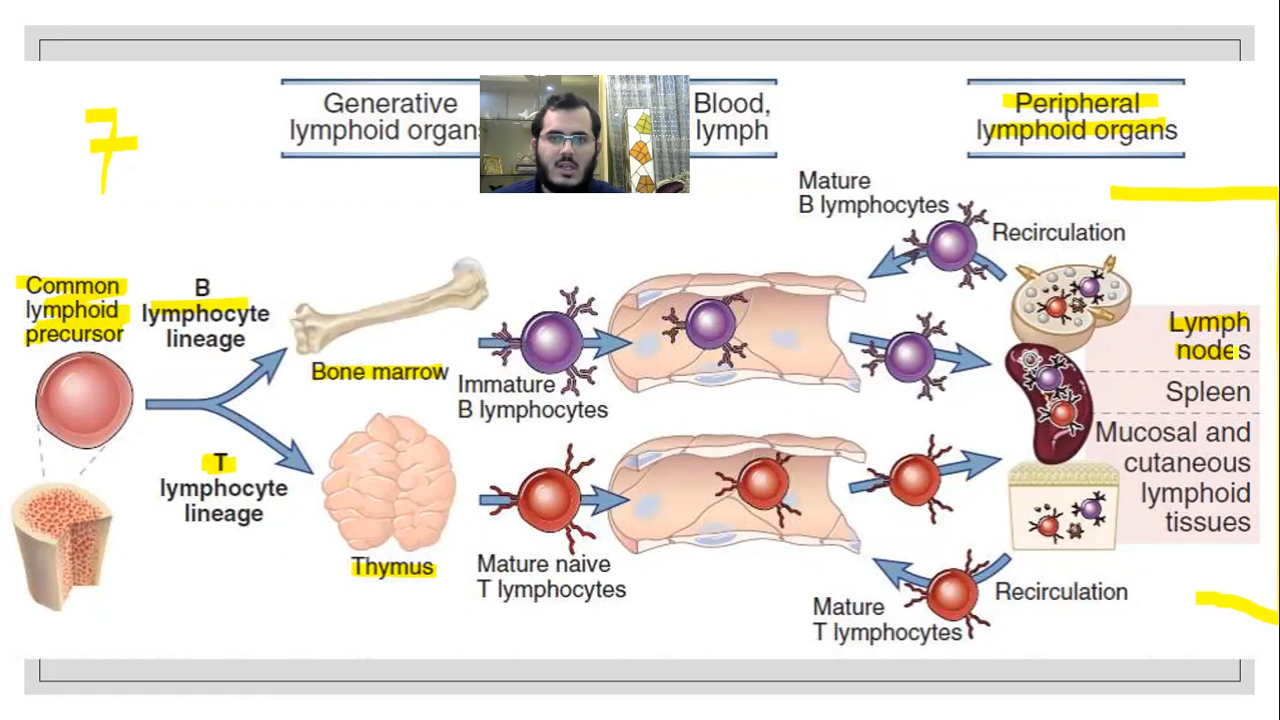 7
Generative
lymphoid organs
Blood,
lymph
Peripheral
lymphoid organs
Mature
B lymphocytes
Recirculation
Common
lymphoid
precursor
B
lymphocyte
lineage
Bone marrow
Immature
B lymphocytes
Lymph
nodes
Spleen
Mucosal and
cutaneous
lymphoid
tissues
T
lymphocyte
lineage
Thymus
Mature naive
T lymphocytes
Mature
T lymphocytes
Recirculation